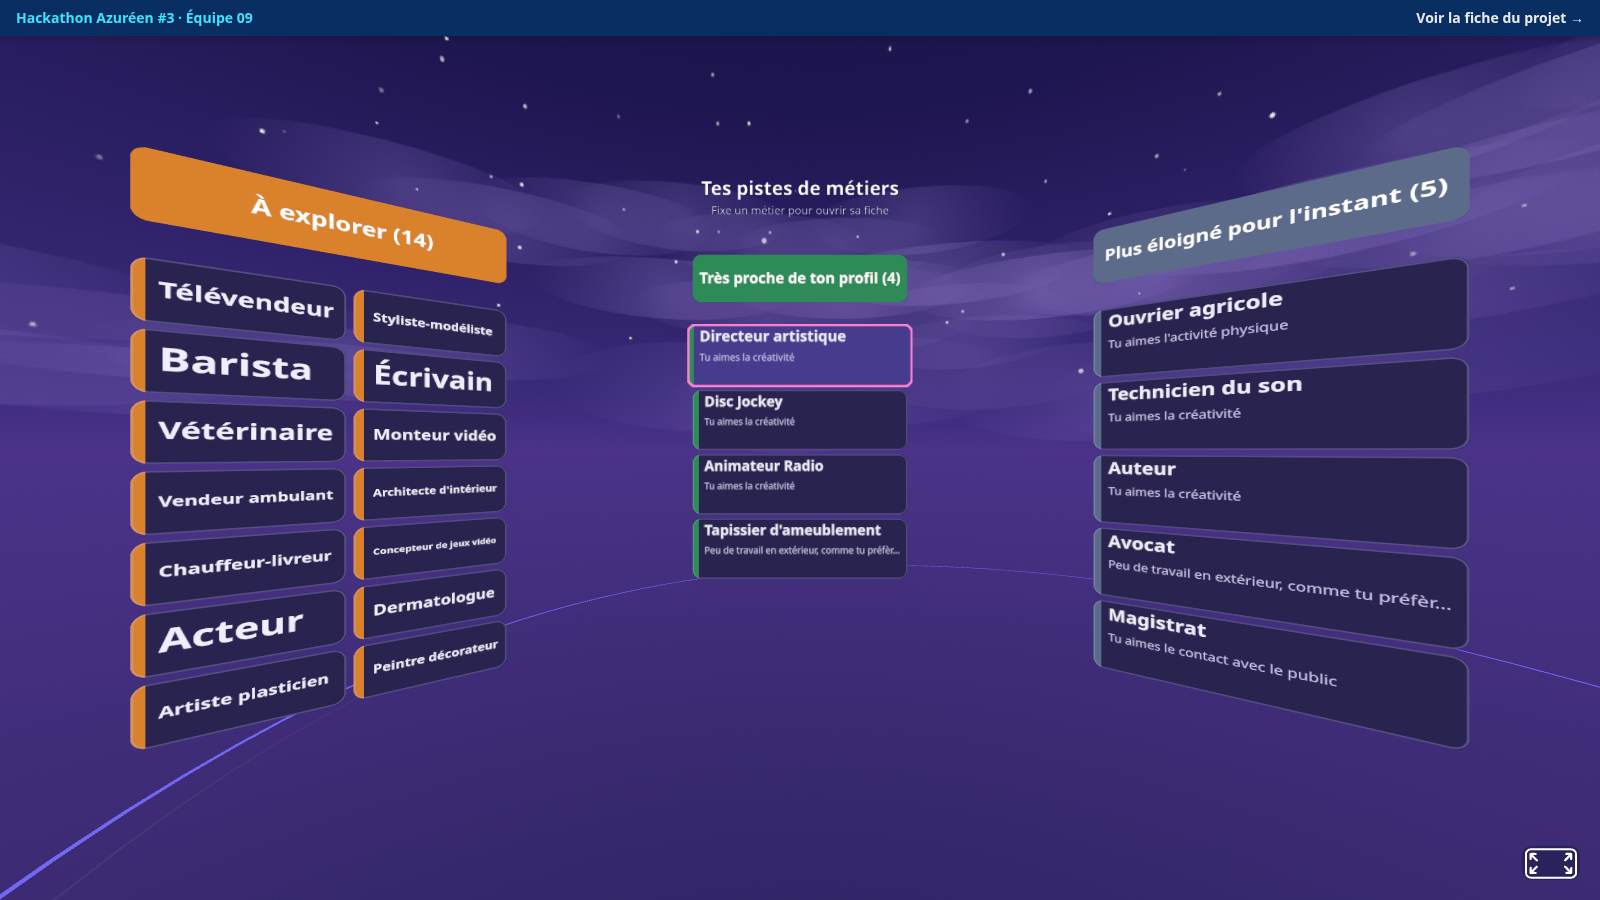 Hackathon Azuréen #3 · Équipe 09
Voir la fiche du projet →
À explorer (14)
Télévendeur
Barista
Vétérinaire
Vendeur ambulant
Chauffeur-livreur
Acteur
Artiste plasticien
Styliste-modéliste
Écrivain
Monteur vidéo
Architecte d'intérieur
Concepteur de jeux vidéo
Dermatologue
Peintre décorateur
Tes pistes de métiers
Fixe un métier pour ouvrir sa fiche
Très proche de ton profil (4)
Directeur artistique
Tu aimes la créativité
Disc Jockey
Tu aimes la créativité
Animateur Radio
Tu aimes la créativité
Tapissier d'ameublement
Peu de travail en extérieur, comme tu préfèr...
Plus éloigné pour l'instant (5)
Ouvrier agricole
Tu aimes l'activité physique
Technicien du son
Tu aimes la créativité
Auteur
Tu aimes la créativité
Avocat
Peu de travail en extérieur, comme tu préfèr...
Magistrat
Tu aimes le contact avec le public